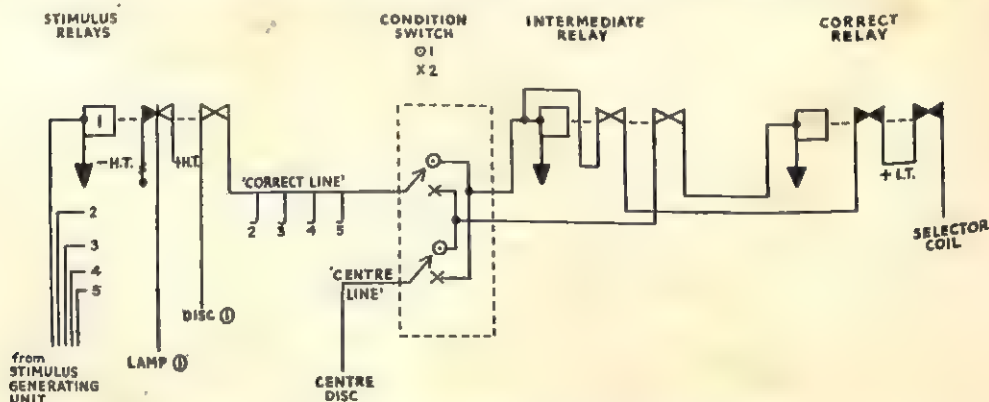 STIMULUS
RELAYS
CONDITION
SWITCH
⊙1
X2
INTERMEDIATE
RELAY
CORRECT
RELAY
1
-H.T.
+H.T.
'CORRECT LINE'
2
3
4
5
2
3
4
5
'CENTRE
LINE'
+ L.T.
SELECTOR
COIL
DISC ①
LAMP ①
from
STIMULUS
GENERATING
UNIT
CENTRE
DISC